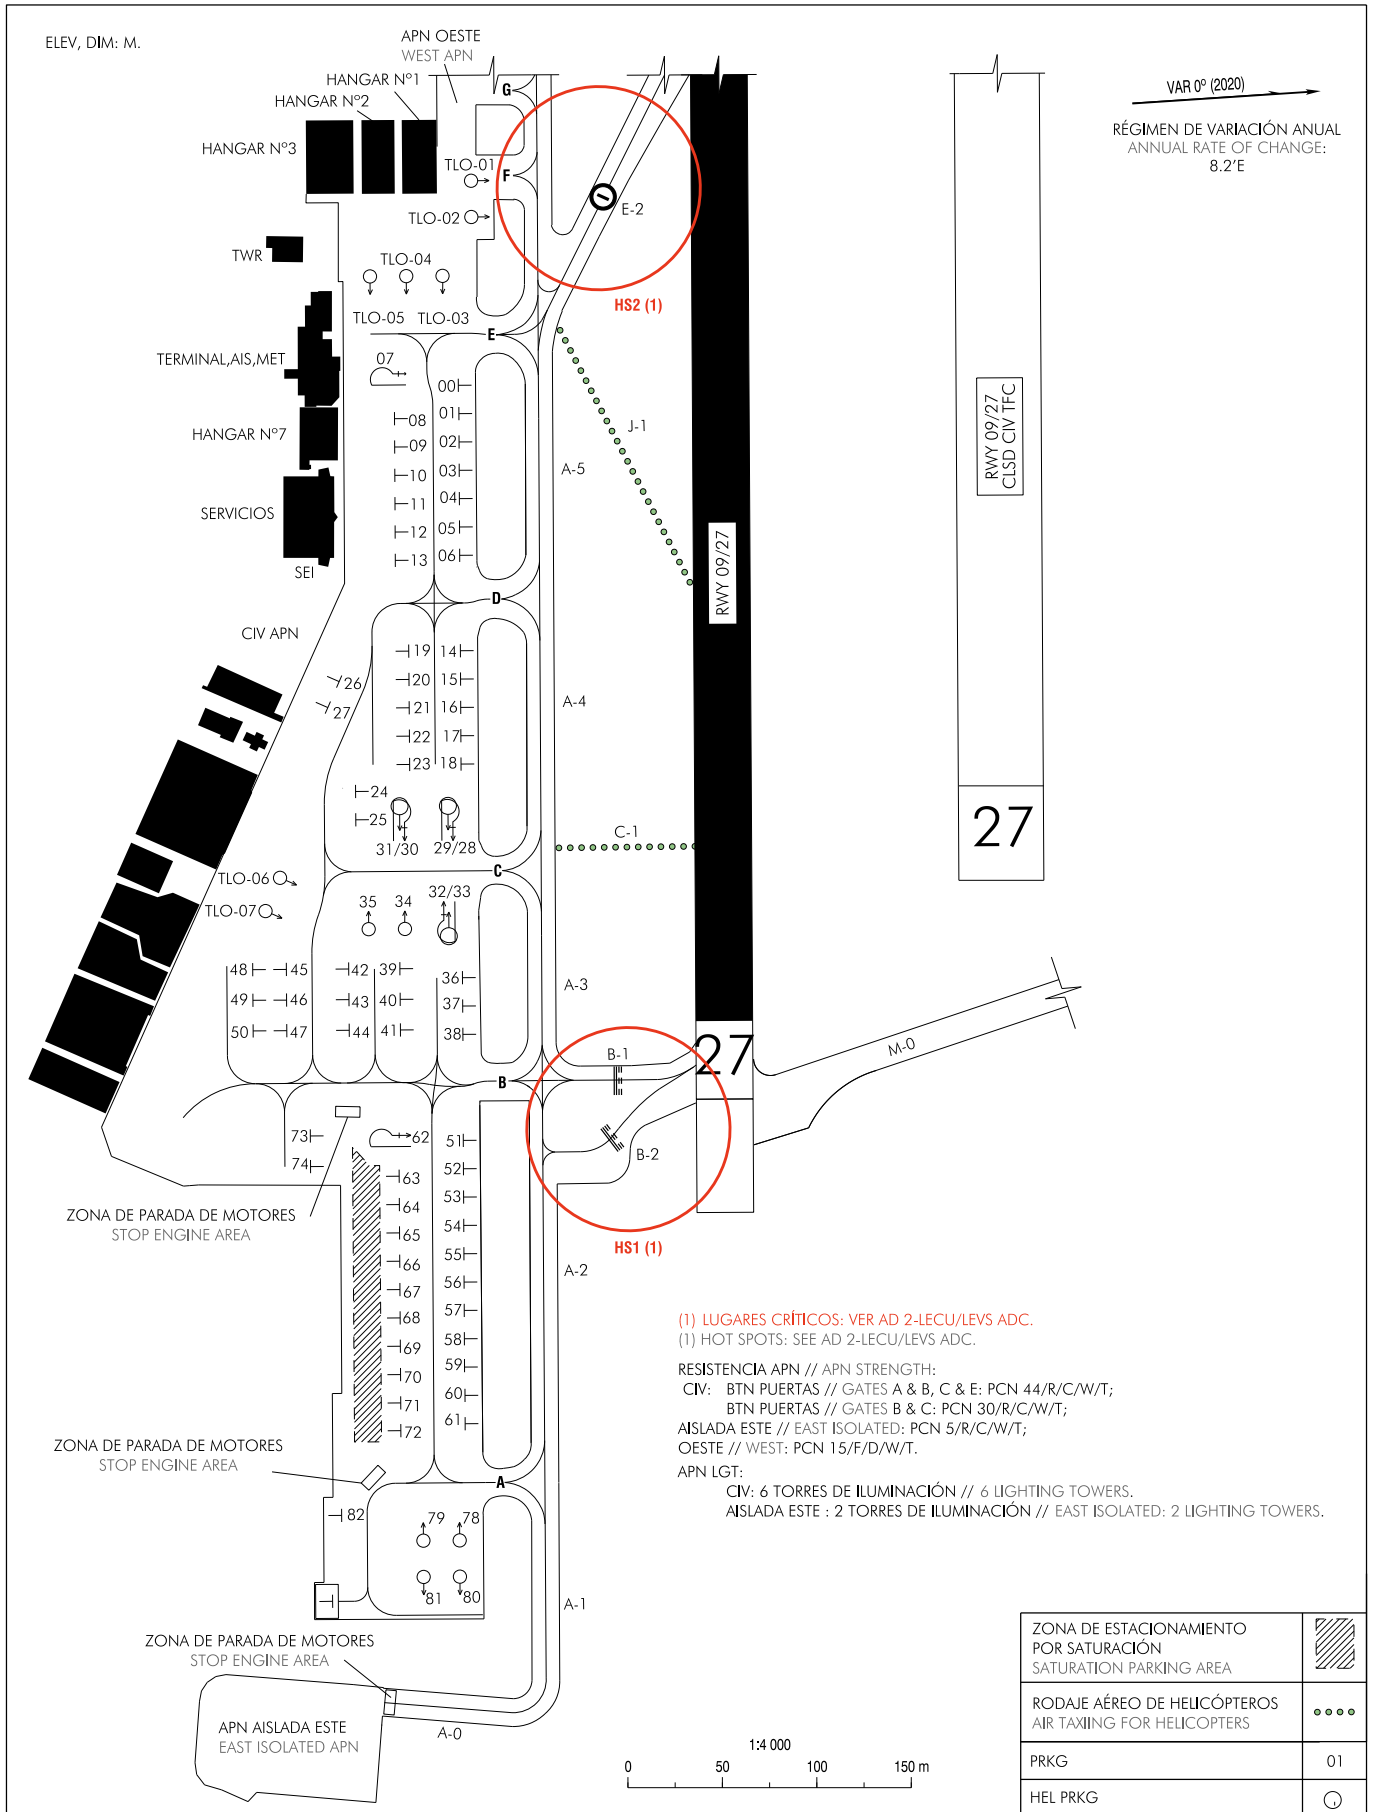 ELEV, DIM: M.
APN OESTE
WEST APN
HANGAR Nº1
HANGAR Nº2
HANGAR Nº3
G
F
TLO-01
TLO-02
E-2
HS2 (1)
VAR 0º (2020)
RÉGIMEN DE VARIACIÓN ANUAL
ANNUAL RATE OF CHANGE:
8.2'E
TWR
TLO-04
TLO-05
TLO-03
E
TERMINAL,AIS,MET
07
00
01
02
03
04
05
06
08
09
10
11
12
13
HANGAR Nº7
SERVICIOS
SEI
J-1
A-5
RWY 09/27
RWY 09/27
CLSD CIV TFC
D
CIV APN
19
14
20
15
21
16
22
17
23
18
26
27
24
25
A-4
31/30
29/28
C-1
27
C
TLO-06
TLO-07
35
34
32/33
48
45
42
39
36
49
46
43
40
37
50
47
44
41
38
A-3
B-1
27
M-0
B
B-2
HS1 (1)
73
74
62
51
52
53
54
55
56
57
58
59
60
61
63
64
65
66
67
68
69
70
71
72
ZONA DE PARADA DE MOTORES
STOP ENGINE AREA
A-2
(1) LUGARES CRÍTICOS: VER AD 2-LECU/LEVS ADC.
(1) HOT SPOTS: SEE AD 2-LECU/LEVS ADC.
RESISTENCIA APN // APN STRENGTH:
CIV: BTN PUERTAS // GATES A & B, C & E: PCN 44/R/C/W/T;
BTN PUERTAS // GATES B & C: PCN 30/R/C/W/T;
AISLADA ESTE // EAST ISOLATED: PCN 5/R/C/W/T;
OESTE // WEST: PCN 15/F/D/W/T.
APN LGT:
CIV: 6 TORRES DE ILUMINACIÓN // 6 LIGHTING TOWERS.
AISLADA ESTE : 2 TORRES DE ILUMINACIÓN // EAST ISOLATED: 2 LIGHTING TOWERS.
ZONA DE PARADA DE MOTORES
STOP ENGINE AREA
A
82
79
78
81
80
A-1
ZONA DE PARADA DE MOTORES
STOP ENGINE AREA
APN AISLADA ESTE
EAST ISOLATED APN
A-0
1:4 000
0 50 100 150 m
ZONA DE ESTACIONAMIENTO
POR SATURACIÓN
SATURATION PARKING AREA
RODAJE AÉREO DE HELICÓPTEROS
AIR TAXIING FOR HELICOPTERS
PRKG 01
HEL PRKG